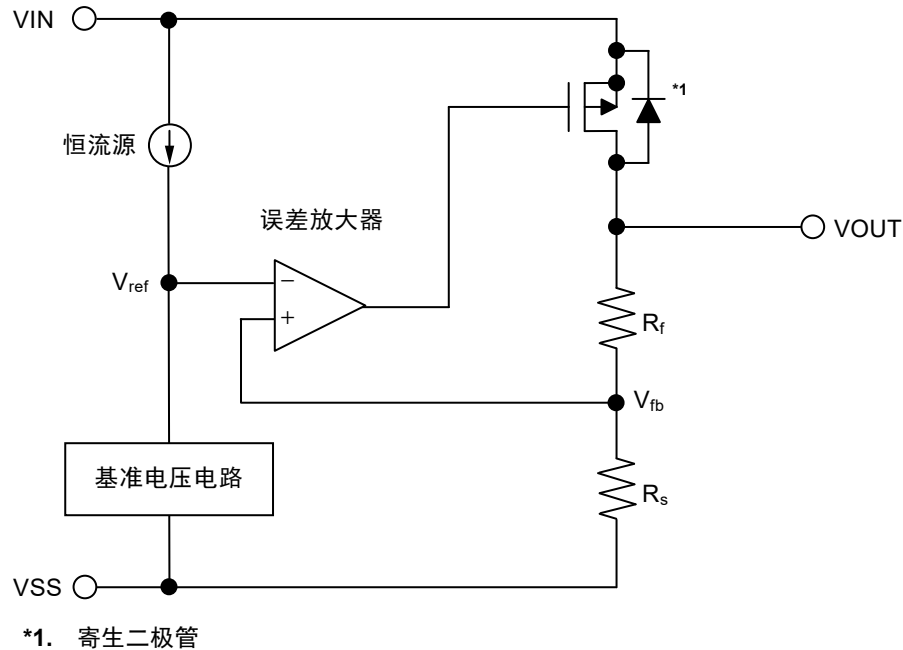 VIN
*1
恒流源
误差放大器
VOUT
Vref
−
+
Rf
Vfb
基准电压电路
Rs
VSS
*1. 寄生二极管